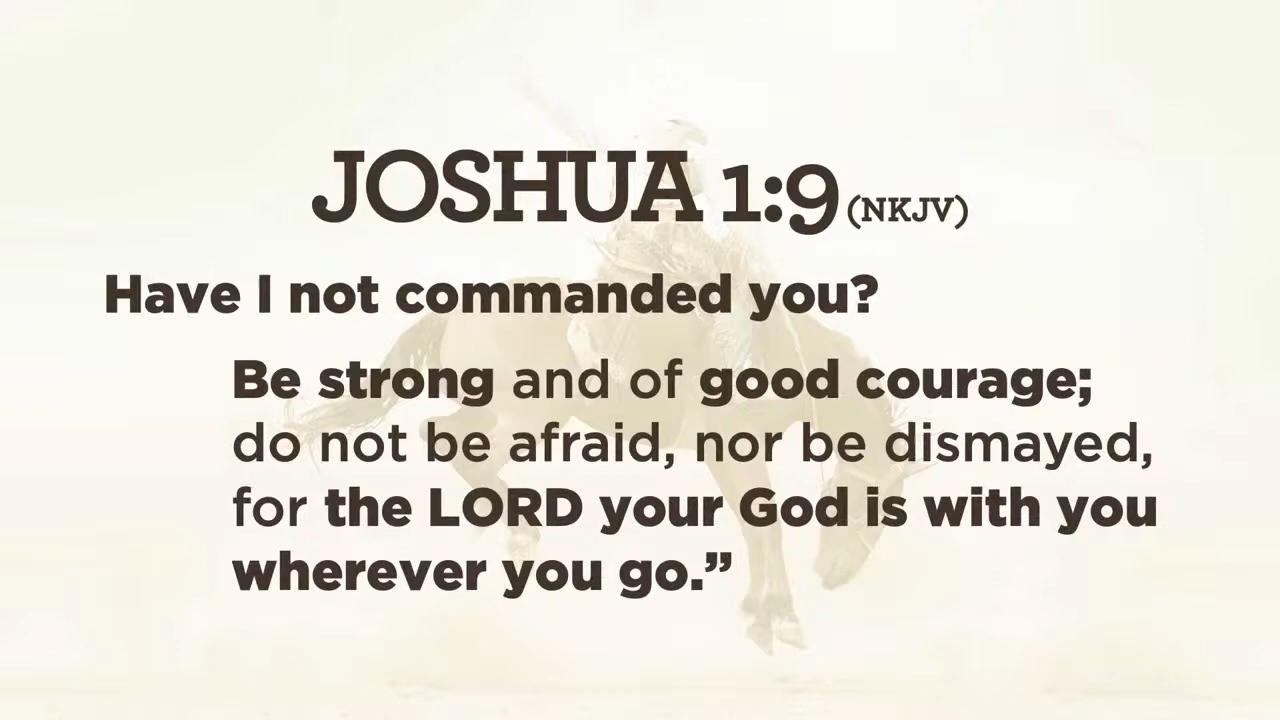 JOSHUA 1:9 (NKJV)
Have I not commanded you?
Be strong and of good courage;
do not be afraid, nor be dismayed,
for the LORD your God is with you
wherever you go.”